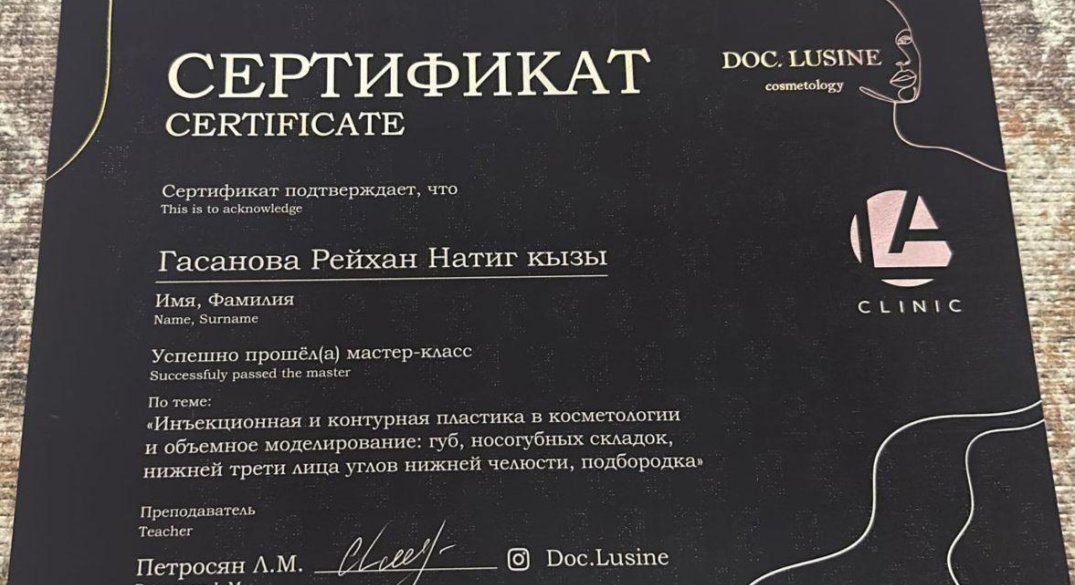 СЕРТИФИКАТ
CERTIFICATE
DOC. LUSINE
cosmetology
Сертификат подтверждает, что
This is to acknowledge
Гасанова Рейхан Натиг кызы
Имя, Фамилия
Name, Surname
LA
CLINIC
Успешно прошёл(а) мастер-класс
Successfuly passed the master
По теме:
«Инъекционная и контурная пластика в косметологии
и объемное моделирование: губ, носогубных складок,
нижней трети лица углов нижней челюсти, подбородка»
Преподаватель
Teacher
Петросян Л.М. Doc.Lusine